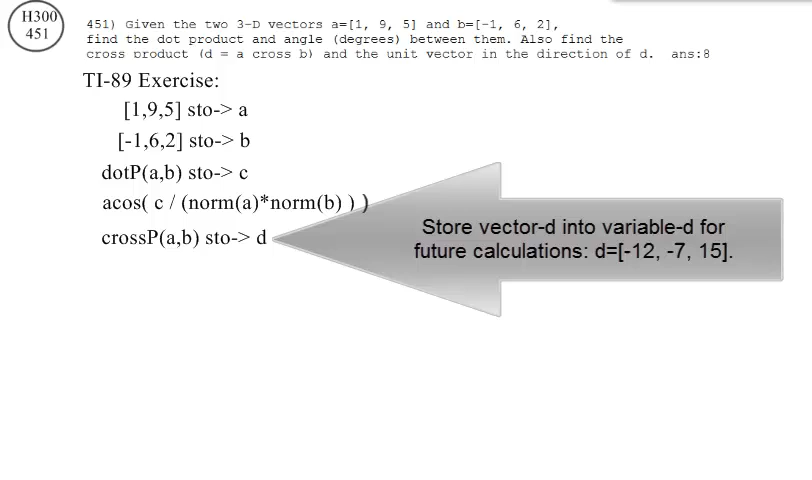 H300
451
451) Given the two 3-D vectors a=[1, 9, 5] and b=[-1, 6, 2],
find the dot product and angle (degrees) between them. Also find the
cross product (d = a cross b) and the unit vector in the direction of d.  ans:8
TI-89 Exercise:
[1,9,5] sto-> a
[-1,6,2] sto-> b
dotP(a,b) sto-> c
acos( c / (norm(a)*norm(b) ) )
crossP(a,b) sto-> d
Store vector-d into variable-d for
future calculations: d=[-12, -7, 15].